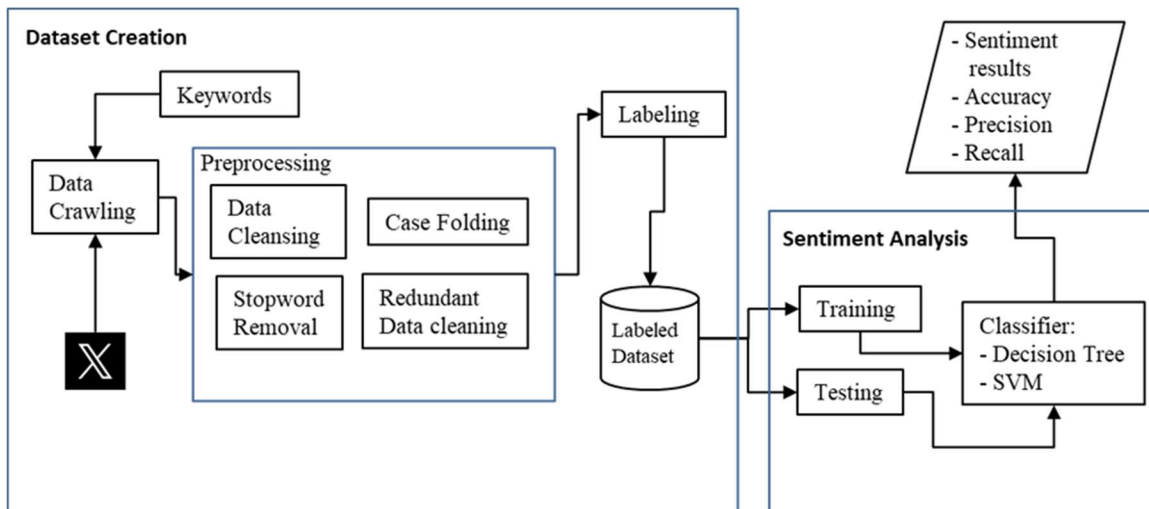 Dataset Creation
Keywords
Data
Crawling
Preprocessing
Data
Cleansing
Case Folding
Stopword
Removal
Redundant
Data cleaning
Labeling
Labeled
Dataset
Sentiment Analysis
Training
Testing
Classifier:
- Decision Tree
- SVM
- Sentiment
results
- Accuracy
- Precision
- Recall